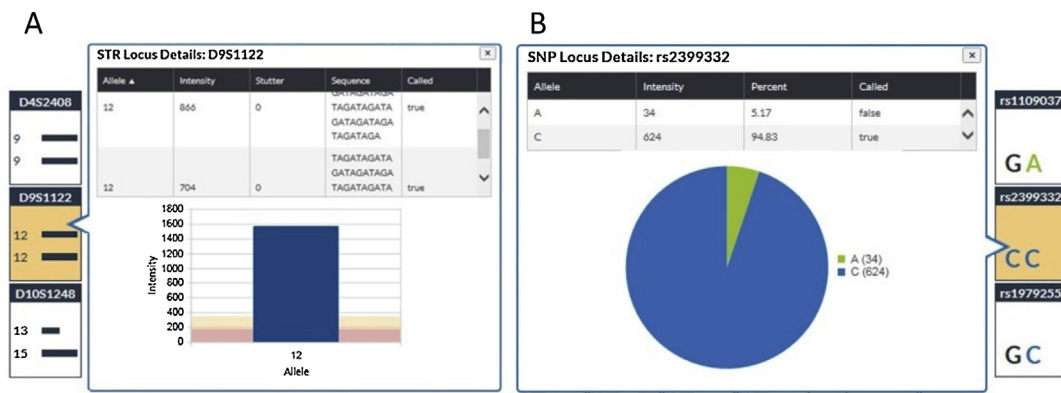 A
B
STR Locus Details: D9S1122
×
Allele ▲ Intensity Stutter Sequence Called
GATAGATAGA
12 866 0 TAGATAGATA true
GATAGATAGA
TAGATAGA
TAGATAGATA
GATAGATAGA
12 704 0 TAGATAGATA true
D4S2408
9
9
D9S1122
12
12
D10S1248
13
15
1800
1600
1400
1200
1000
800
600
400
200
0
Intensity
12
Allele
SNP Locus Details: rs2399332
×
Allele Intensity Percent Called
A 34 5.17 false
C 624 94.83 true
A (34)
C (624)
rs1109037
GA
rs2399332
CC
rs1979255
GC